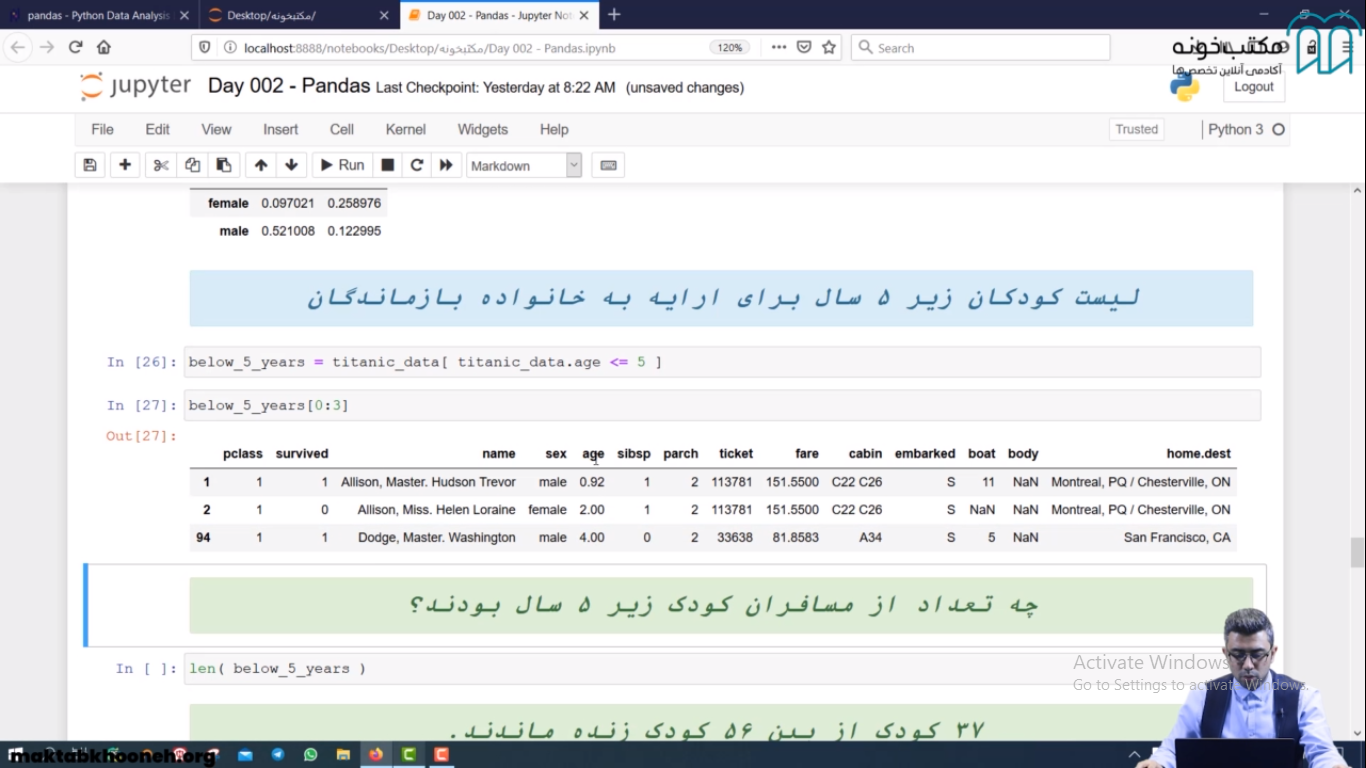 pandas - Python Data Analysis
Desktop/مکتبخونه/
Day 002 - Pandas - Jupyter Not
localhost:8888/notebooks/Desktop/مکتبخونه/Day 002 - Pandas.ipynb
120%
Search
مکتب‌خونه
آکادمی آنلاین تخصص‌ها
jupyter
Day 002 - Pandas Last Checkpoint: Yesterday at 8:22 AM (unsaved changes)
Logout
File Edit View Insert Cell Kernel Widgets Help
Trusted
Python 3
Run
Markdown
female 0.097021 0.258976
male 0.521008 0.122995
لیست کودکان زیر ۵ سال برای ارایه به خانواده بازماندگان
In [26]: below_5_years = titanic_data[ titanic_data.age <= 5 ]
In [27]: below_5_years[0:3]
Out[27]:
pclass survived name sex age sibsp parch ticket fare cabin embarked boat body home.dest
1 1 1 Allison, Master. Hudson Trevor male 0.92 1 2 113781 151.5500 C22 C26 S 11 NaN Montreal, PQ / Chesterville, ON
2 1 0 Allison, Miss. Helen Loraine female 2.00 1 2 113781 151.5500 C22 C26 S NaN NaN Montreal, PQ / Chesterville, ON
94 1 1 Dodge, Master. Washington male 4.00 0 2 33638 81.8583 A34 S 5 NaN San Francisco, CA
چه تعداد از مسافران کودک زیر ۵ سال بودند؟
In [ ]: len( below_5_years )
Activate Windows
Go to Settings to activate Windows.
۳۷ کودک از بین ۵۶ کودک زنده ماندند.
maktabkhooneh.org